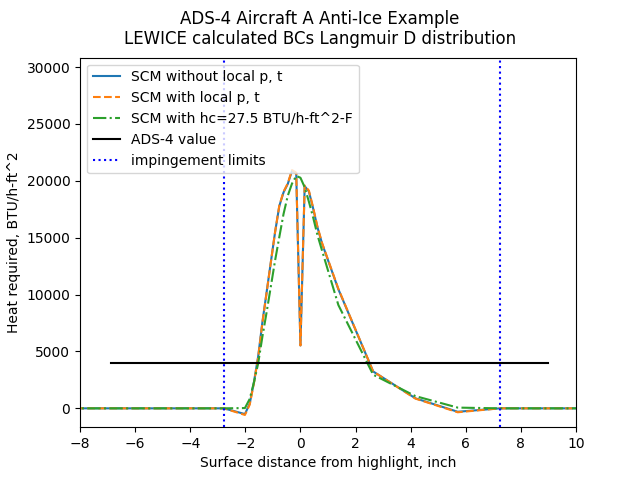 ADS-4 Aircraft A Anti-Ice Example
LEWICE calculated BCs Langmuir D distribution
30000
25000
20000
15000
10000
5000
0
Heat required, BTU/h-ft^2
SCM without local p, t
SCM with local p, t
SCM with hc=27.5 BTU/h-ft^2-F
ADS-4 value
impingement limits
−8 −6 −4 −2 0 2 4 6 8 10
Surface distance from highlight, inch